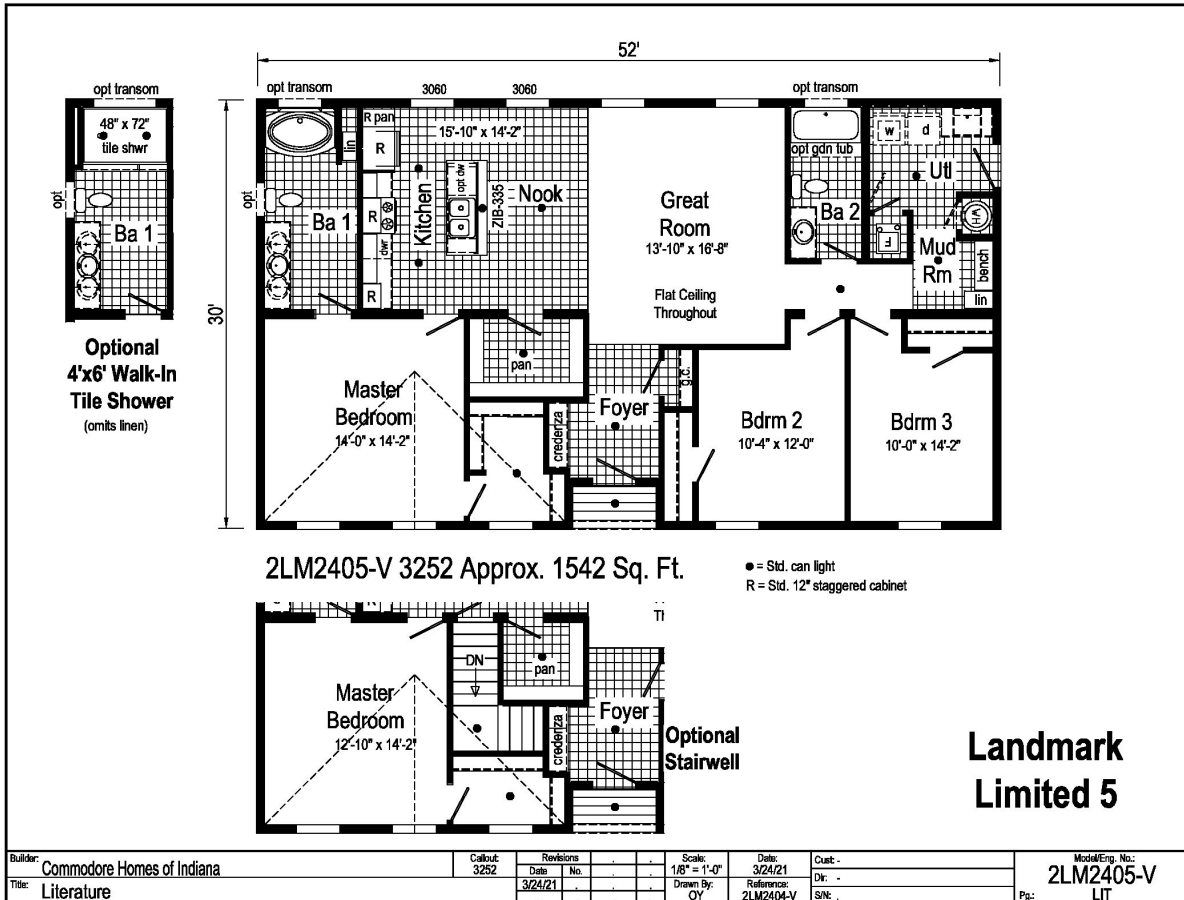 52'
opt transom
opt transom
3060
3060
opt transom
48" x 72"
tile shwr
R pan
15'-10" x 14'-2"
w
d
lin
R
opt gdn tub
opt
opt
opt dw
ZIB-335
Utl
Ba 1
Ba 1
Kitchen
Nook
Great
Room
13'-10" x 16'-8"
Ba 2
WH
R
dwr
F
Mud
Rm
bench
lin
R
30'
Flat Ceiling
Throughout
Optional
4'x6' Walk-In
Tile Shower
(omits linen)
pan
Master
Bedroom
14'-0" x 14'-2"
g.c.
Foyer
credenza
Bdrm 2
10'-4" x 12'-0"
Bdrm 3
10'-0" x 14'-2"
2LM2405-V 3252 Approx. 1542 Sq. Ft.
● = Std. can light
R = Std. 12" staggered cabinet
DN
pan
Master
Bedroom
12'-10" x 14'-2"
Foyer
credenza
Optional
Stairwell
Landmark
Limited 5
Builder: Commodore Homes of Indiana
Title: Literature
Callout:
3252
Revisions
Date No.
3/24/21
Scale:
1/8" = 1'-0"
Drawn By:
OY
Date:
3/24/21
Reference:
2LM2404-V
Cust: -
Dlr: -
S/N: .
Model/Eng. No.:
2LM2405-V
Pg.: LIT